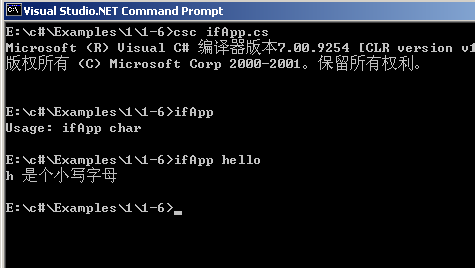 Visual Studio.NET Command Prompt
E:\c#\Examples\1\1-6>csc ifApp.cs
Microsoft (R) Visual C# 编译器版本7.00.9254 [CLR version v
版权所有 (C) Microsoft Corp 2000-2001。保留所有权利。
E:\c#\Examples\1\1-6>ifApp
Usage: ifApp char
E:\c#\Examples\1\1-6>ifApp hello
h 是个小写字母
E:\c#\Examples\1\1-6>_